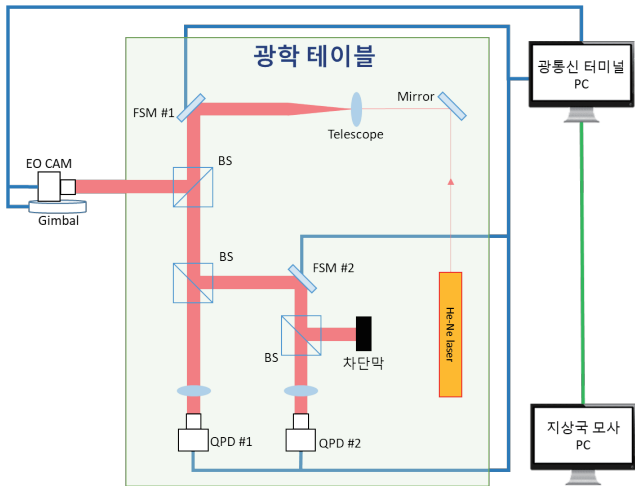 광학 테이블
광통신 터미널
PC
Mirror
FSM #1
Telescope
EO CAM
BS
Gimbal
BS
FSM #2
He-Ne laser
BS
차단막
지상국 모사
PC
QPD #1
QPD #2